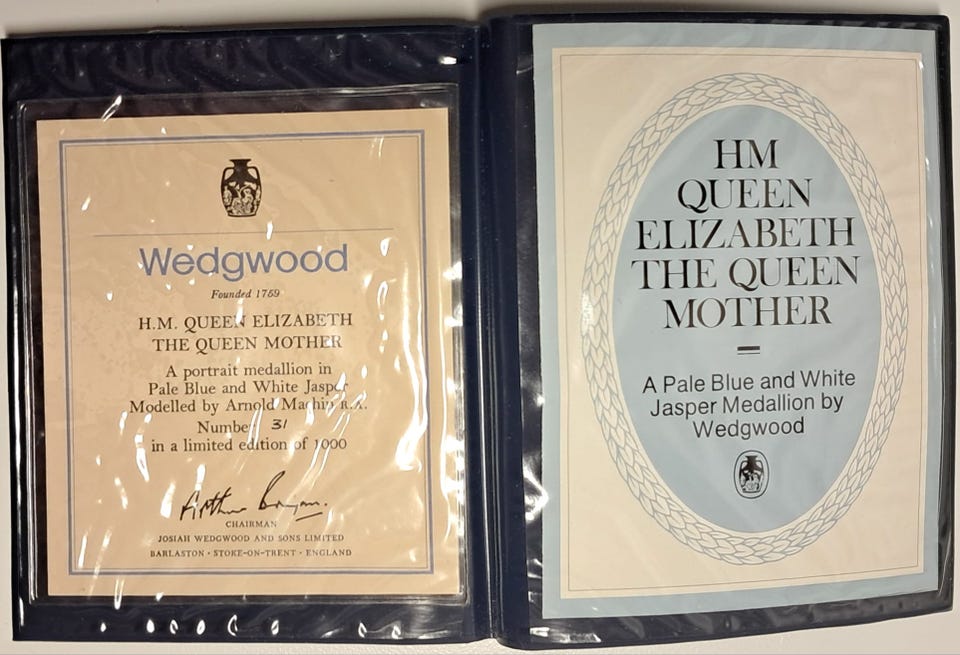 Wedgwood
Founded 1759
H.M. QUEEN ELIZABETH
THE QUEEN MOTHER
A portrait medallion in
Pale Blue and White Jasper
Modelled by Arnold Machin R.A.
Number 31
in a limited edition of 1000
Arthur Bryan.
CHAIRMAN
JOSIAH WEDGWOOD AND SONS LIMITED
BARLASTON · STOKE-ON-TRENT · ENGLAND
HM
QUEEN
ELIZABETH
THE QUEEN
MOTHER
A Pale Blue and White
Jasper Medallion by
Wedgwood